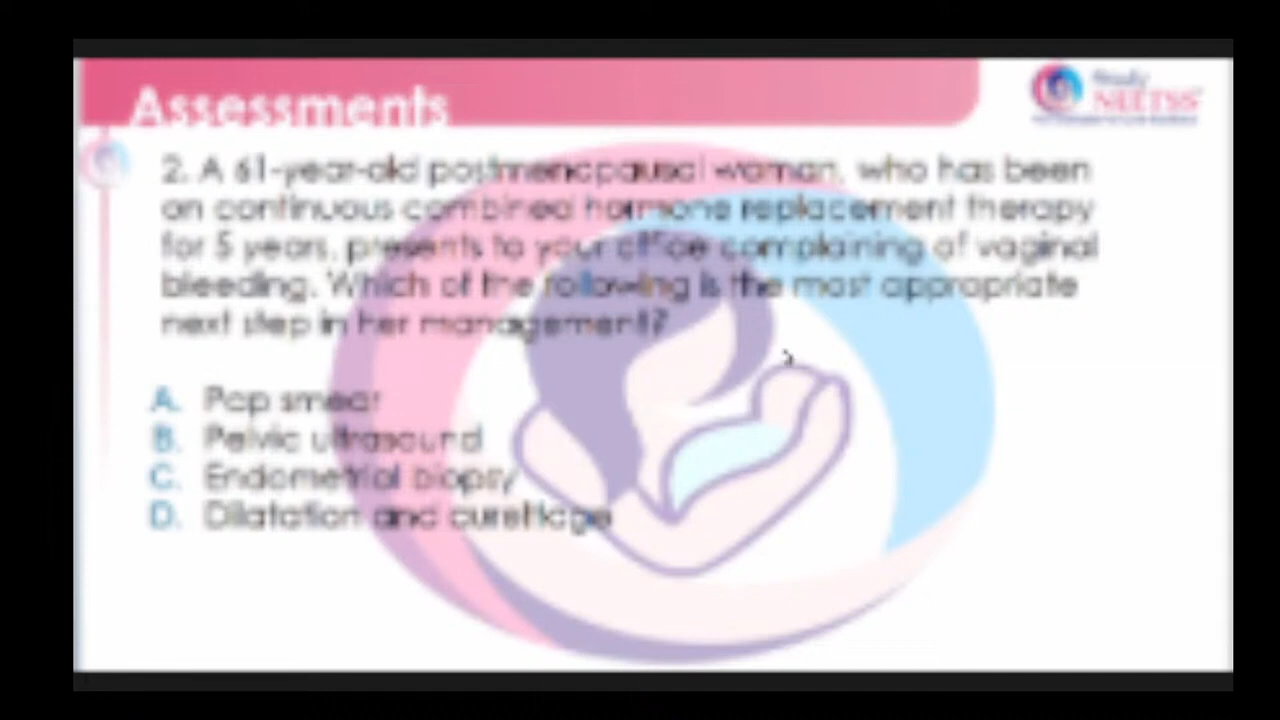 Assessments
Study
NEETSS
2. A 61-year-old postmenopausal woman, who has been
on continuous combined hormone replacement therapy
for 5 years, presents to your office complaining of vaginal
bleeding. Which of the following is the most appropriate
next step in her management?
A. Pap smear
B. Pelvic ultrasound
C. Endometrial biopsy
D. Dilatation and curettage